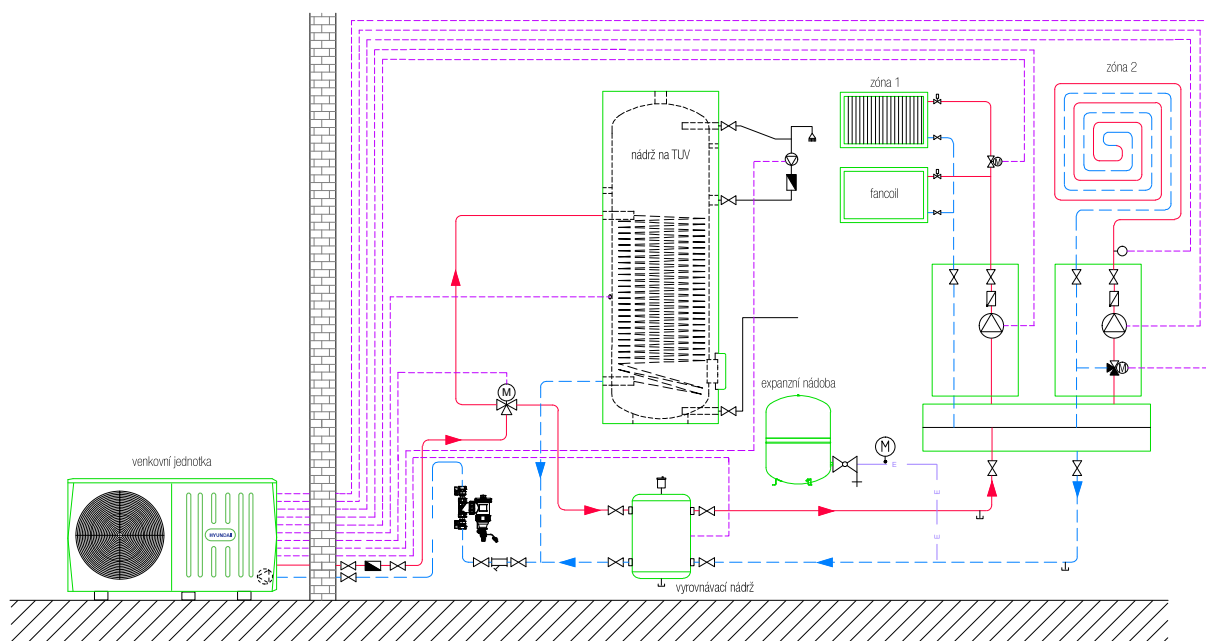 zóna 1
zóna 2
nádrž na TUV
fancoil
M
M
M
expanzní nádoba
M
E
E
E
venkovní jednotka
HYUNDAI
vyrovnávací nádrž